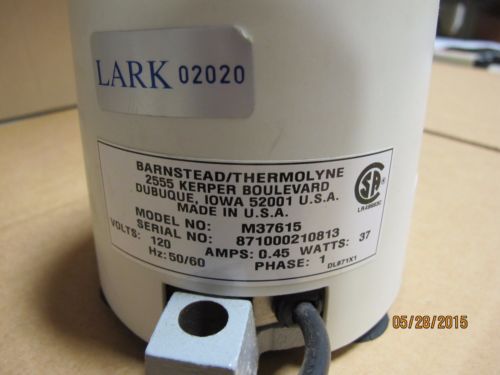 LARK 02020
BARNSTEAD/THERMOLYNE
2555 KERPER BOULEVARD
DUBUQUE, IOWA 52001 U.S.A.
MADE IN U.S.A.
MODEL NO: M37615
SERIAL NO: 871000210813
VOLTS: 120 AMPS: 0.45 WATTS: 37
Hz: 50/60 PHASE: 1
DL971X1
05/28/2015